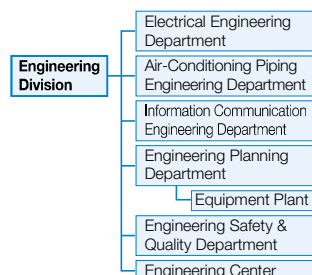 Electrical Engineering
Department
Engineering
Division
Air-Conditioning Piping
Engineering Department
Information Communication
Engineering Department
Engineering Planning
Department
Equipment Plant
Engineering Safety &
Quality Department
Engineering Center